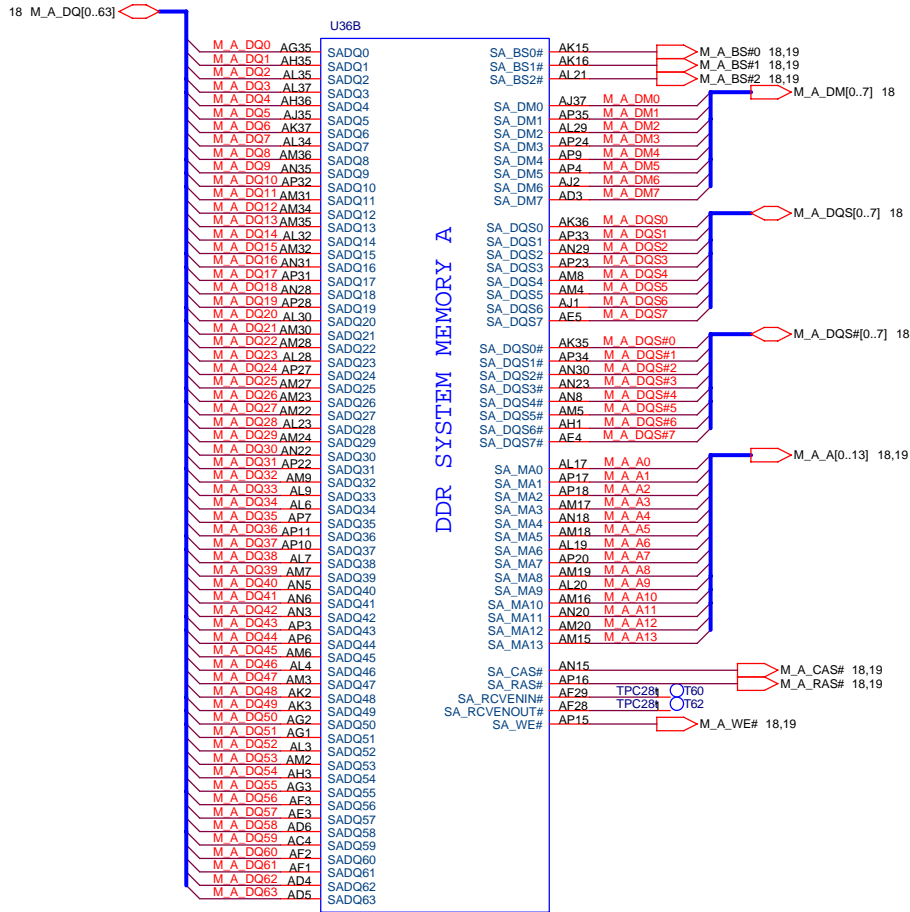 18 M_A_DQ[0..63]
U36B
M_A_DQ0 AG35 SADQ0
M_A_DQ1 AH35 SADQ1
M_A_DQ2 AL35 SADQ2
M_A_DQ3 AL37 SADQ3
M_A_DQ4 AH36 SADQ4
M_A_DQ5 AJ35 SADQ5
M_A_DQ6 AK37 SADQ6
M_A_DQ7 AL34 SADQ7
M_A_DQ8 AM36 SADQ8
M_A_DQ9 AN35 SADQ9
M_A_DQ10 AP32 SADQ10
M_A_DQ11 AM31 SADQ11
M_A_DQ12 AM34 SADQ12
M_A_DQ13 AM35 SADQ13
M_A_DQ14 AL32 SADQ14
M_A_DQ15 AM32 SADQ15
M_A_DQ16 AN31 SADQ16
M_A_DQ17 AP31 SADQ17
M_A_DQ18 AN28 SADQ18
M_A_DQ19 AP28 SADQ19
M_A_DQ20 AL30 SADQ20
M_A_DQ21 AM30 SADQ21
M_A_DQ22 AM28 SADQ22
M_A_DQ23 AL28 SADQ23
M_A_DQ24 AP27 SADQ24
M_A_DQ25 AM27 SADQ25
M_A_DQ26 AM23 SADQ26
M_A_DQ27 AM22 SADQ27
M_A_DQ28 AL23 SADQ28
M_A_DQ29 AM24 SADQ29
M_A_DQ30 AN22 SADQ30
M_A_DQ31 AP22 SADQ31
M_A_DQ32 AM9 SADQ32
M_A_DQ33 AL9 SADQ33
M_A_DQ34 AL6 SADQ34
M_A_DQ35 AP7 SADQ35
M_A_DQ36 AP11 SADQ36
M_A_DQ37 AP10 SADQ37
M_A_DQ38 AL7 SADQ38
M_A_DQ39 AM7 SADQ39
M_A_DQ40 AN5 SADQ40
M_A_DQ41 AN6 SADQ41
M_A_DQ42 AN3 SADQ42
M_A_DQ43 AP3 SADQ43
M_A_DQ44 AP6 SADQ44
M_A_DQ45 AM6 SADQ45
M_A_DQ46 AL4 SADQ46
M_A_DQ47 AM3 SADQ47
M_A_DQ48 AK2 SADQ48
M_A_DQ49 AK3 SADQ49
M_A_DQ50 AG2 SADQ50
M_A_DQ51 AG1 SADQ51
M_A_DQ52 AL3 SADQ52
M_A_DQ53 AM2 SADQ53
M_A_DQ54 AH3 SADQ54
M_A_DQ55 AG3 SADQ55
M_A_DQ56 AF3 SADQ56
M_A_DQ57 AE3 SADQ57
M_A_DQ58 AD6 SADQ58
M_A_DQ59 AC4 SADQ59
M_A_DQ60 AF2 SADQ60
M_A_DQ61 AF1 SADQ61
M_A_DQ62 AD4 SADQ62
M_A_DQ63 AD5 SADQ63
DDR SYSTEM MEMORY A
SA_BS0# AK15 M_A_BS#0 18,19
SA_BS1# AK16 M_A_BS#1 18,19
SA_BS2# AL21 M_A_BS#2 18,19
M_A_DM[0..7] 18
SA_DM0 AJ37 M_A_DM0
SA_DM1 AP35 M_A_DM1
SA_DM2 AL29 M_A_DM2
SA_DM3 AP24 M_A_DM3
SA_DM4 AP9 M_A_DM4
SA_DM5 AP4 M_A_DM5
SA_DM6 AJ2 M_A_DM6
SA_DM7 AD3 M_A_DM7
M_A_DQS[0..7] 18
SA_DQS0 AK36 M_A_DQS0
SA_DQS1 AP33 M_A_DQS1
SA_DQS2 AN29 M_A_DQS2
SA_DQS3 AP23 M_A_DQS3
SA_DQS4 AM8 M_A_DQS4
SA_DQS5 AM4 M_A_DQS5
SA_DQS6 AJ1 M_A_DQS6
SA_DQS7 AE5 M_A_DQS7
M_A_DQS#[0..7] 18
SA_DQS0# AK35 M_A_DQS#0
SA_DQS1# AP34 M_A_DQS#1
SA_DQS2# AN30 M_A_DQS#2
SA_DQS3# AN23 M_A_DQS#3
SA_DQS4# AN8 M_A_DQS#4
SA_DQS5# AM5 M_A_DQS#5
SA_DQS6# AH1 M_A_DQS#6
SA_DQS7# AE4 M_A_DQS#7
M_A_A[0..13] 18,19
SA_MA0 AL17 M_A_A0
SA_MA1 AP17 M_A_A1
SA_MA2 AP18 M_A_A2
SA_MA3 AM17 M_A_A3
SA_MA4 AN18 M_A_A4
SA_MA5 AM18 M_A_A5
SA_MA6 AL19 M_A_A6
SA_MA7 AP20 M_A_A7
SA_MA8 AM19 M_A_A8
SA_MA9 AL20 M_A_A9
SA_MA10 AM16 M_A_A10
SA_MA11 AN20 M_A_A11
SA_MA12 AM20 M_A_A12
SA_MA13 AM15 M_A_A13
SA_CAS# AN15 M_A_CAS# 18,19
SA_RAS# AP16 M_A_RAS# 18,19
SA_RCVENIN# AF29 TPC28t T60
SA_RCVENOUT# AF28 TPC28t T62
SA_WE# AP15 M_A_WE# 18,19